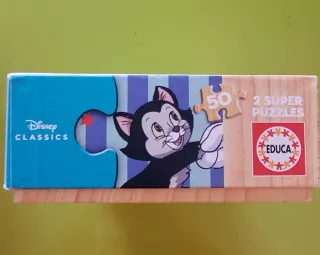 Disney
CLASSICS
50
2 SUPER
PUZZLES
EDUCA